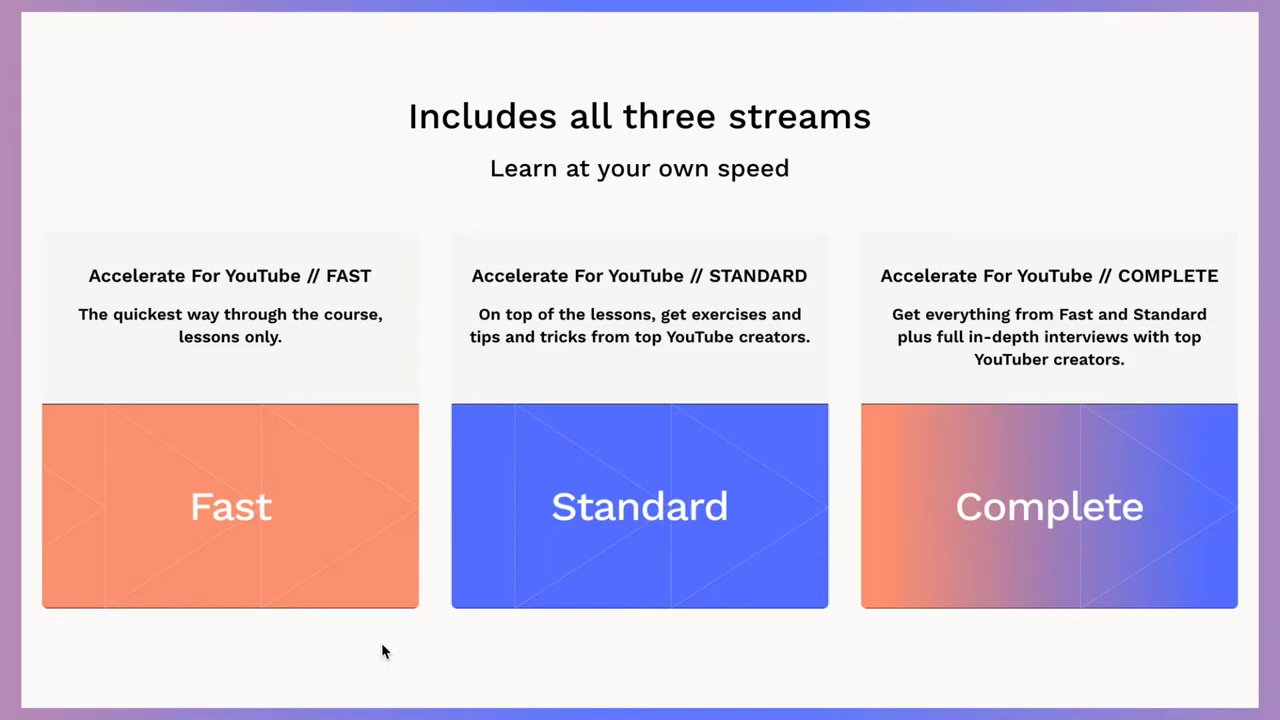 Includes all three streams
Learn at your own speed
Accelerate For YouTube // FAST
The quickest way through the course,
lessons only.
Fast
Accelerate For YouTube // STANDARD
On top of the lessons, get exercises and
tips and tricks from top YouTube creators.
Standard
Accelerate For YouTube // COMPLETE
Get everything from Fast and Standard
plus full in-depth interviews with top
YouTuber creators.
Complete